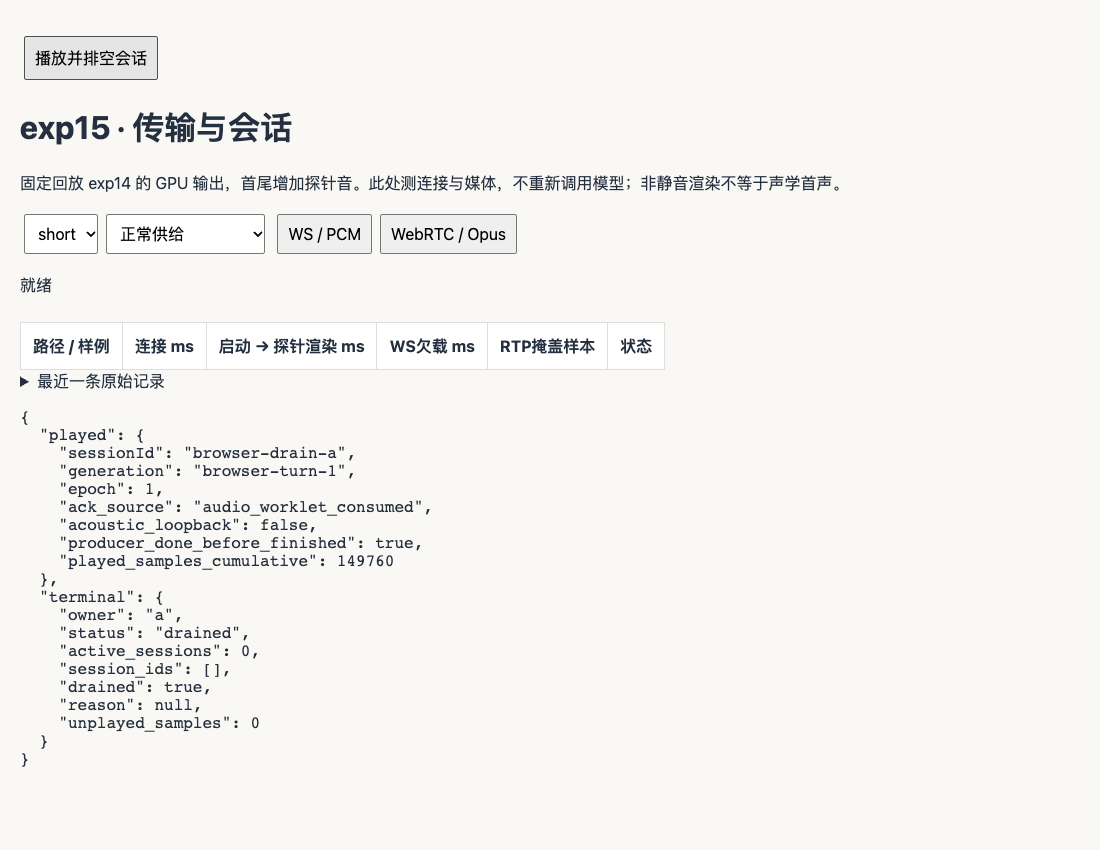 播放并排空会话
exp15 · 传输与会话
固定回放 exp14 的 GPU 输出，首尾增加探针音。此处测连接与媒体，不重新调用模型；非静音渲染不等于声学首声。
short 正常供给 WS / PCM WebRTC / Opus
就绪
路径 / 样例 连接 ms 启动 → 探针渲染 ms WS欠载 ms RTP掩盖样本 状态
▶ 最近一条原始记录
{
  "played": {
    "sessionId": "browser-drain-a",
    "generation": "browser-turn-1",
    "epoch": 1,
    "ack_source": "audio_worklet_consumed",
    "acoustic_loopback": false,
    "producer_done_before_finished": true,
    "played_samples_cumulative": 149760
  },
  "terminal": {
    "owner": "a",
    "status": "drained",
    "active_sessions": 0,
    "session_ids": [],
    "drained": true,
    "reason": null,
    "unplayed_samples": 0
  }
}